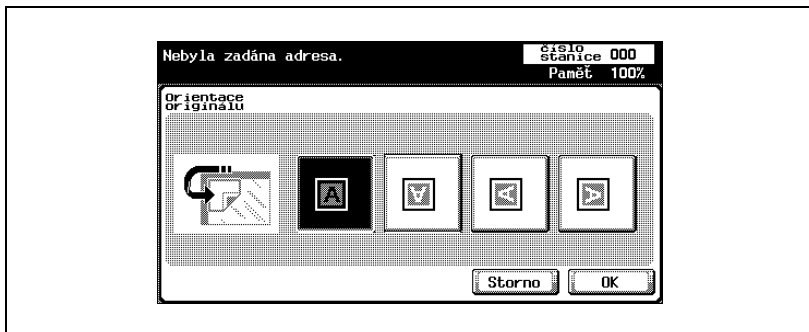 Nebyla zadána adresa.
číslo
stanice 000
Paměť 100%
Orientace
originálu
A A A A
Storno OK